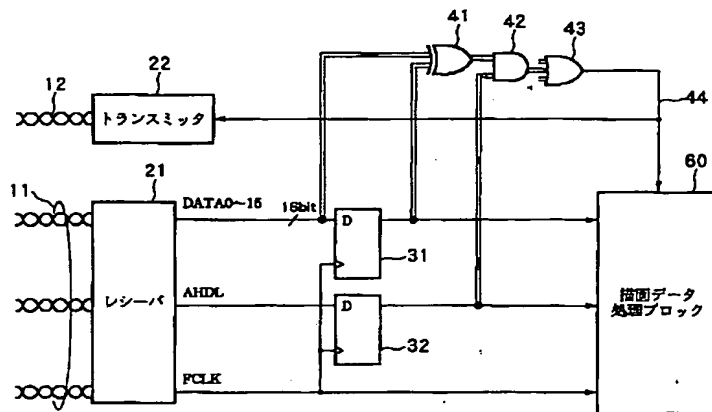 41
42
43
22
12
トランスミッタ
44
60
21
11
DATA0~15
16bit
D
31
レシーバ
AHDL
D
32
描画データ
処理ブロック
FCLK